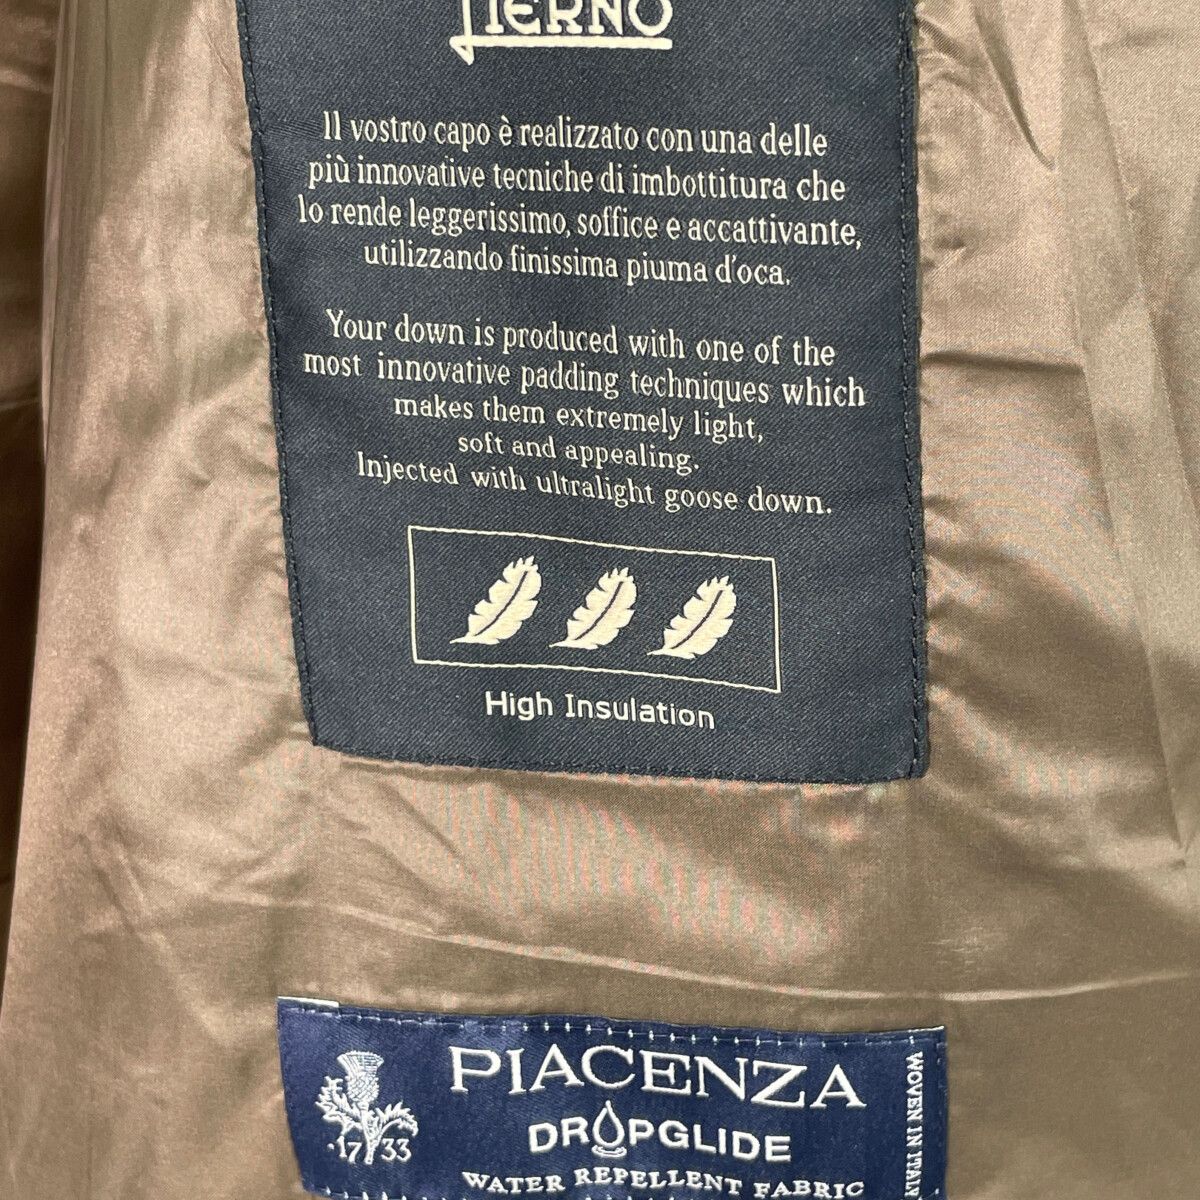 IERNO
Il vostro capo è realizzato con una delle
più innovative tecniche di imbottitura che
lo rende leggerissimo, soffice e accattivante,
utilizzando finissima piuma d'oca.
Your down is produced with one of the
most innovative padding techniques which
makes them extremely light,
soft and appealing.
Injected with ultralight goose down.
High Insulation
PIACENZA
DROPGLIDE
WATER REPELLENT FABRIC
1733
WOVEN IN ITALY